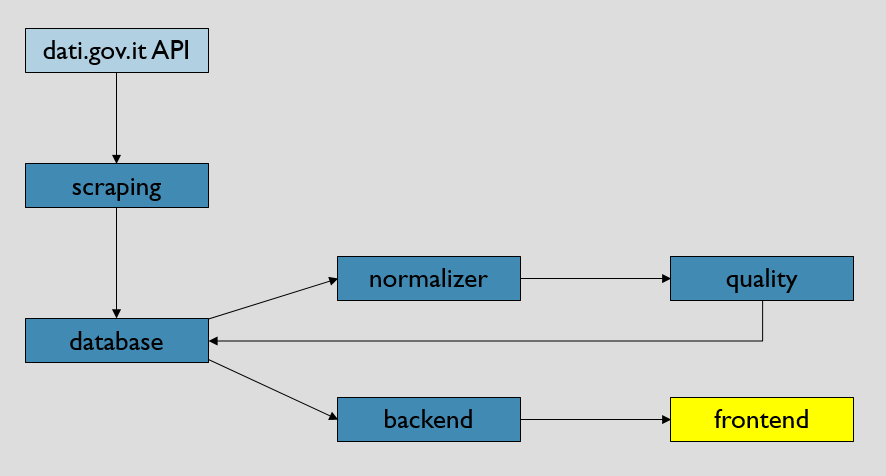 dati.gov.it API
scraping
normalizer
quality
database
backend
frontend